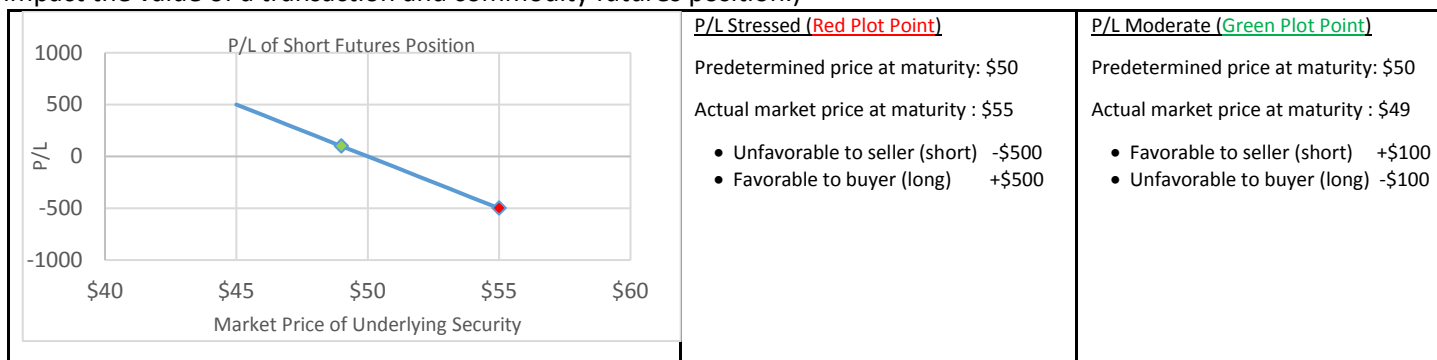 impact the value of a transaction and commodity futures position.)
P/L of Short Futures Position
1000
500
0
-500
-1000
P/L
$40 $45 $50 $55 $60
Market Price of Underlying Security
P/L Stressed (Red Plot Point)
Predetermined price at maturity: $50
Actual market price at maturity : $55
• Unfavorable to seller (short) -$500
• Favorable to buyer (long) +$500
P/L Moderate (Green Plot Point)
Predetermined price at maturity: $50
Actual market price at maturity : $49
• Favorable to seller (short) +$100
• Unfavorable to buyer (long) -$100